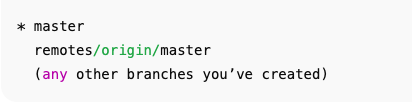 * master
  remotes/origin/master
  (any other branches you’ve created)